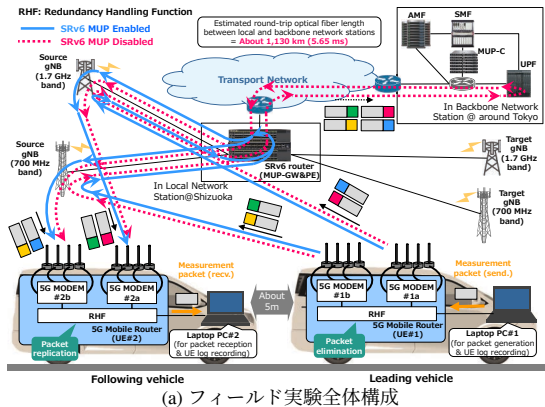 RHF: Redundancy Handling Function
SRv6 MUP Enabled
SRv6 MUP Disabled
Source
gNB
(1.7 GHz
band)
Estimated round-trip optical fiber length
between local and backbone network stations
= About 1,130 km (5.65 ms)
AMF
SMF
MUP-C
UPF
Transport Network
In Backbone Network
Station @ around Tokyo
Source
gNB
(700 MHz
band)
SRv6 router
(MUP-GW&PE)
In Local Network
Station@Shizuoka
Target
gNB
(1.7 GHz
band)
Target
gNB
(700 MHz
band)
Measurement
packet (recv.)
Measurement
packet (send.)
5G MODEM
#2b
5G MODEM
#2a
RHF
5G Mobile Router
(UE#2)
Packet
replication
Laptop PC#2
(for packet reception
& UE log recording)
About
5m
5G MODEM
#1b
5G MODEM
#1a
RHF
5G Mobile Router
(UE#1)
Packet
elimination
Laptop PC#1
(for packet generation
& UE log recording)
Following vehicle
Leading vehicle
(a) フィールド実験全体構成